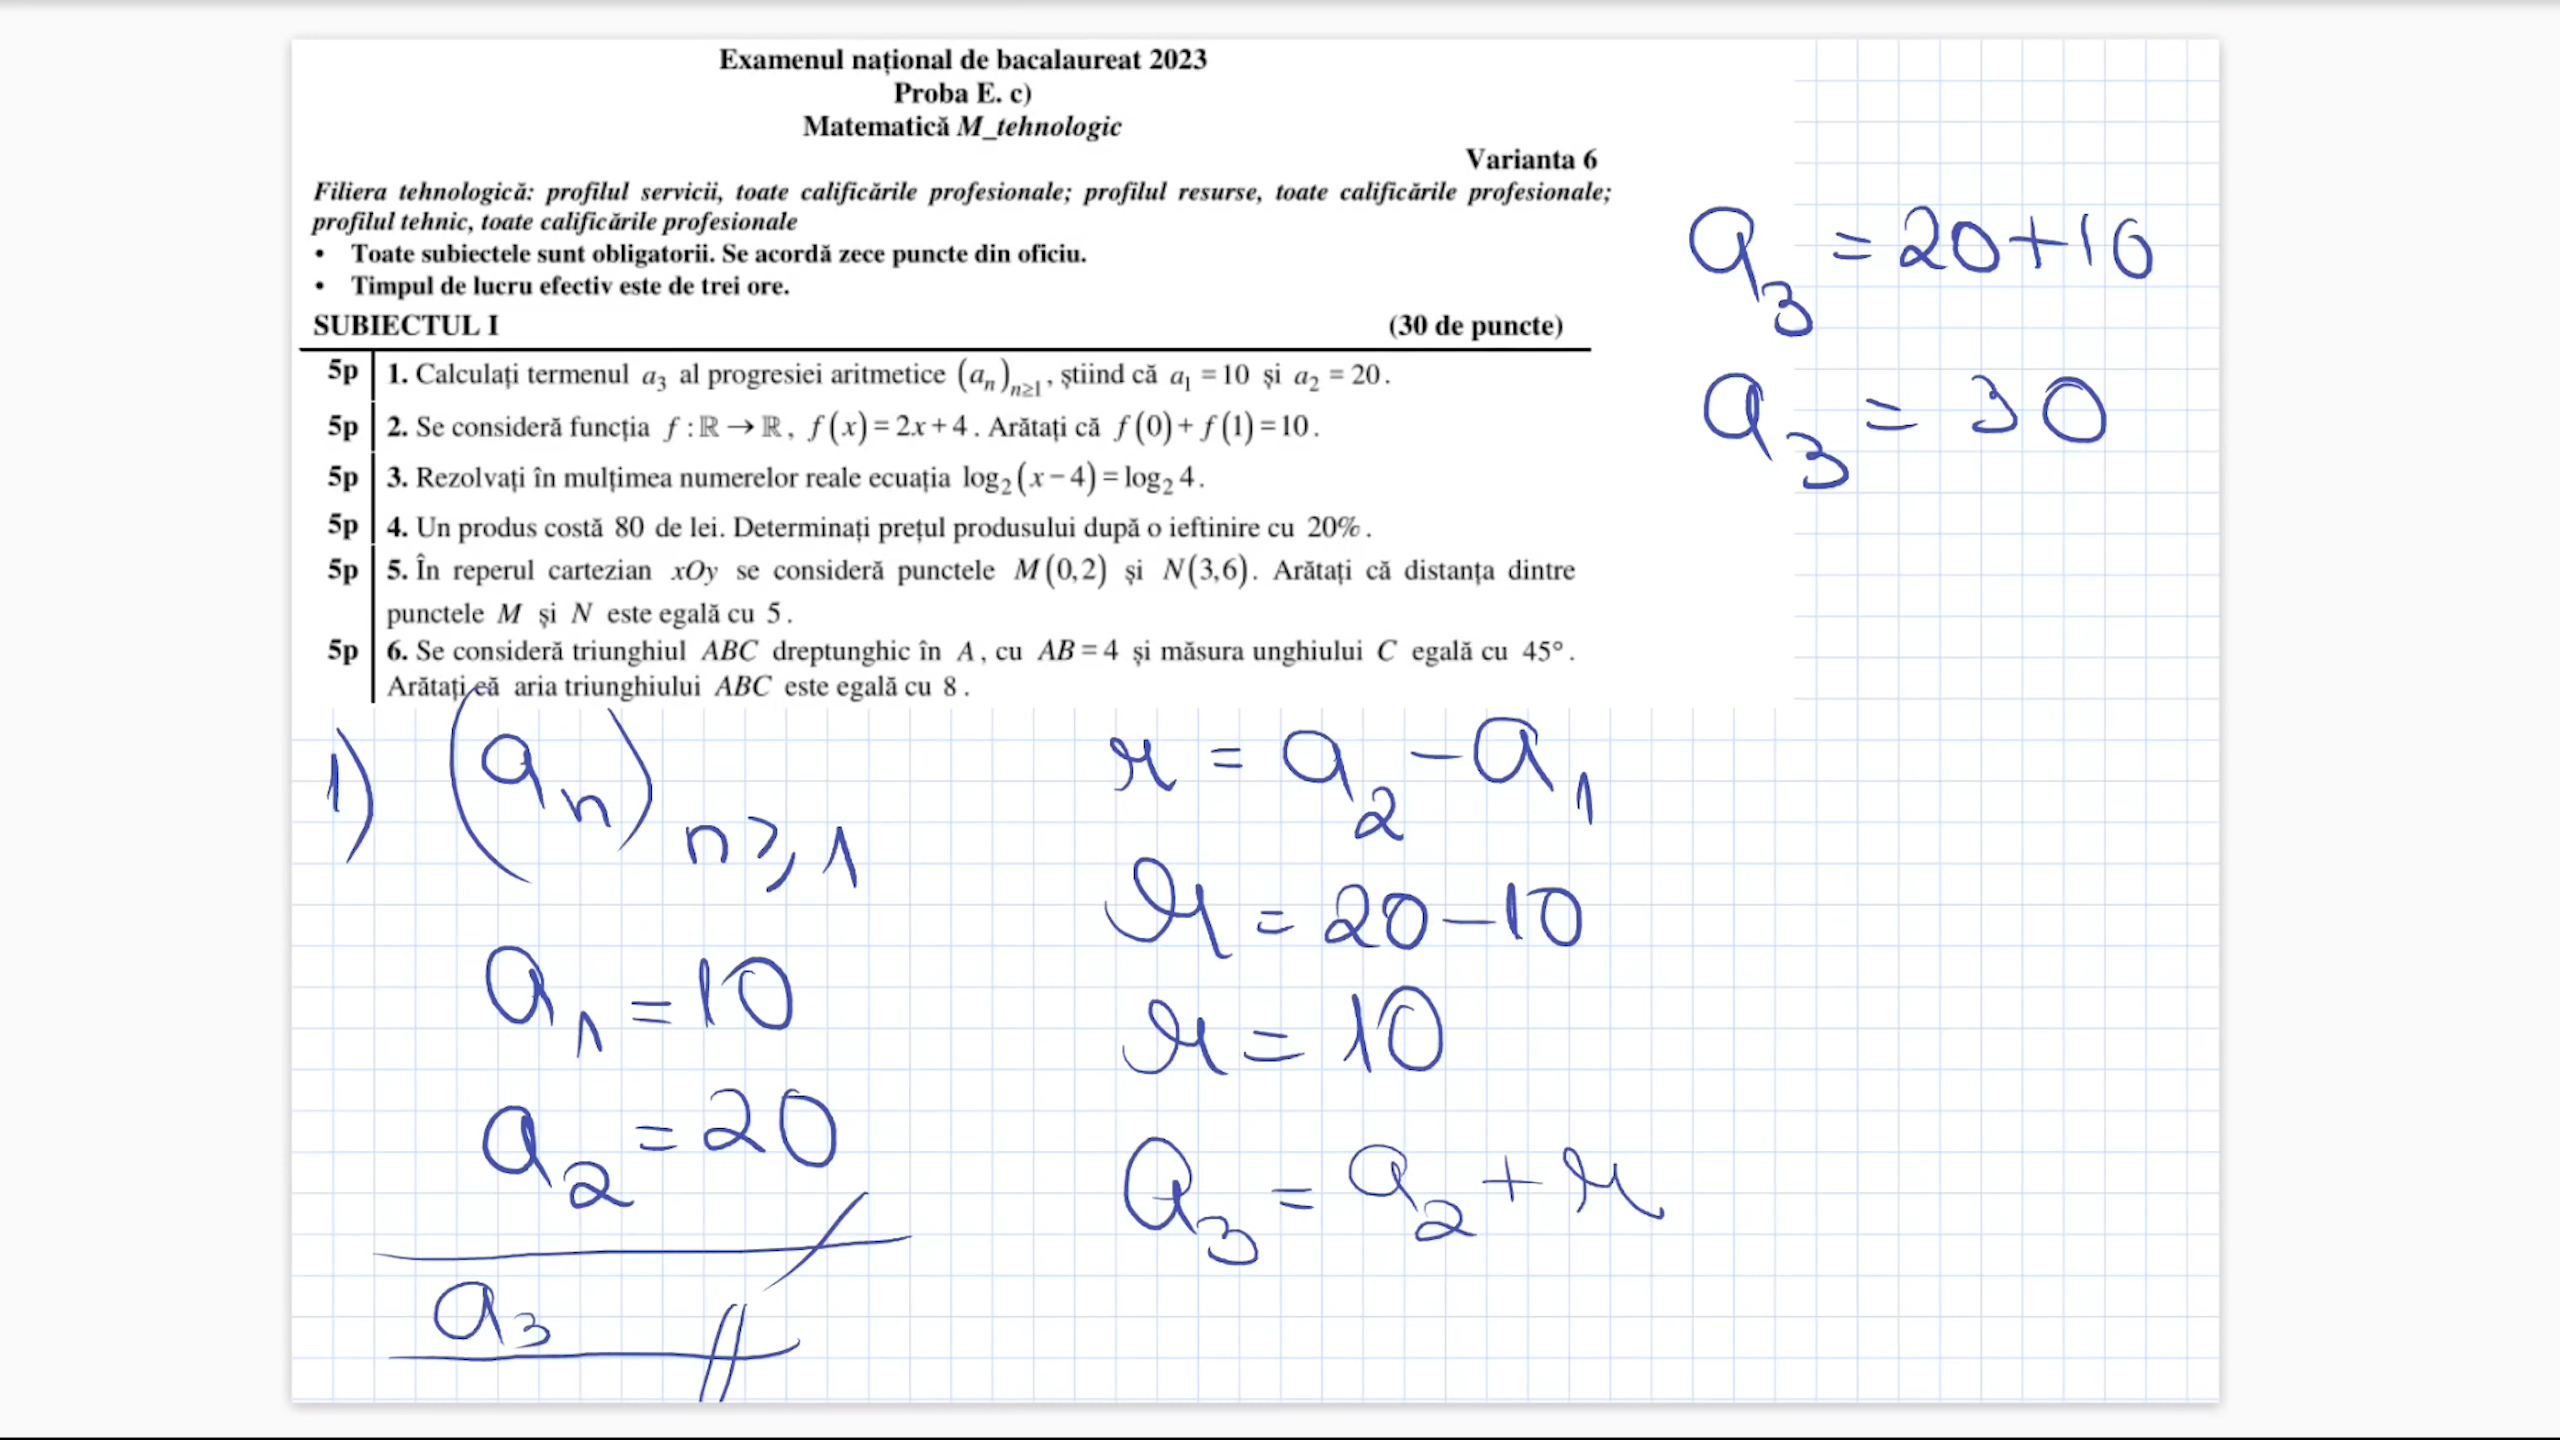 Examenul național de bacalaureat 2023
Proba E. c)
Matematică M_tehnologic
Varianta 6
Filiera tehnologică: profilul servicii, toate calificările profesionale; profilul resurse, toate calificările profesionale;
profilul tehnic, toate calificările profesionale
• Toate subiectele sunt obligatorii. Se acordă zece puncte din oficiu.
• Timpul de lucru efectiv este de trei ore.
SUBIECTUL I (30 de puncte)
5p 1. Calculați termenul a₃ al progresiei aritmetice (aₙ)ₙ≥₁, știind că a₁ = 10 și a₂ = 20.
5p 2. Se consideră funcția f : ℝ → ℝ, f(x) = 2x + 4. Arătați că f(0) + f(1) = 10.
5p 3. Rezolvați în mulțimea numerelor reale ecuația log₂(x − 4) = log₂ 4.
5p 4. Un produs costă 80 de lei. Determinați prețul produsului după o ieftinire cu 20%.
5p 5. În reperul cartezian xOy se consideră punctele M(0,2) și N(3,6). Arătați că distanța dintre
punctele M și N este egală cu 5.
5p 6. Se consideră triunghiul ABC dreptunghic în A, cu AB = 4 și măsura unghiului C egală cu 45°.
Arătați că aria triunghiului ABC este egală cu 8.
1) (aₙ)ₙ≥₁
a₁ = 10
a₂ = 20
a₃
r = a₂ − a₁
r = 20 − 10
r = 10
a₃ = a₂ + r
a₃ = 20 + 10
a₃ = 30